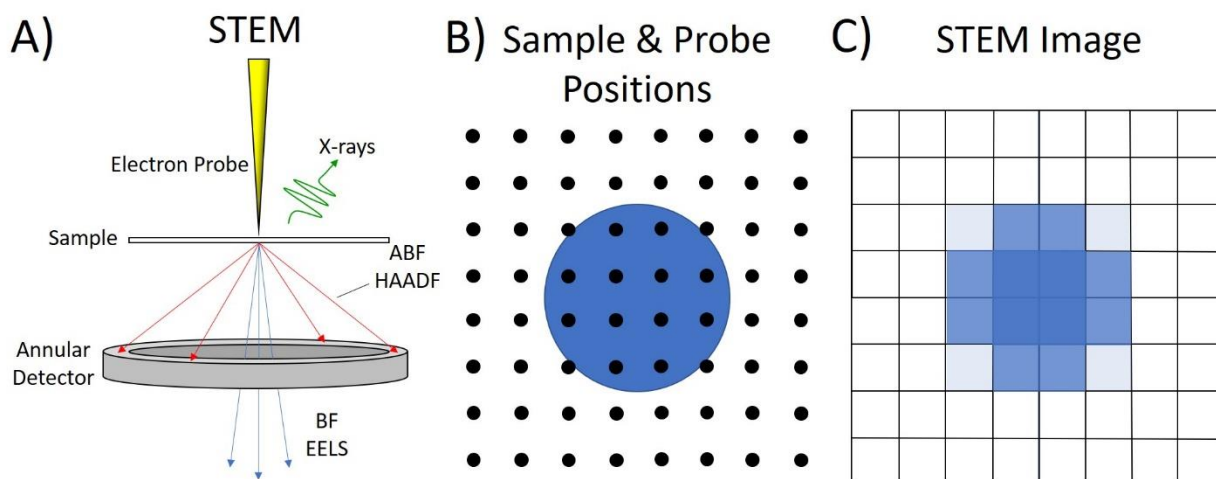 A)
STEM
Electron Probe
X-rays
Sample
ABF
HAADF
Annular
Detector
BF
EELS
B) Sample & Probe
Positions
C) STEM Image